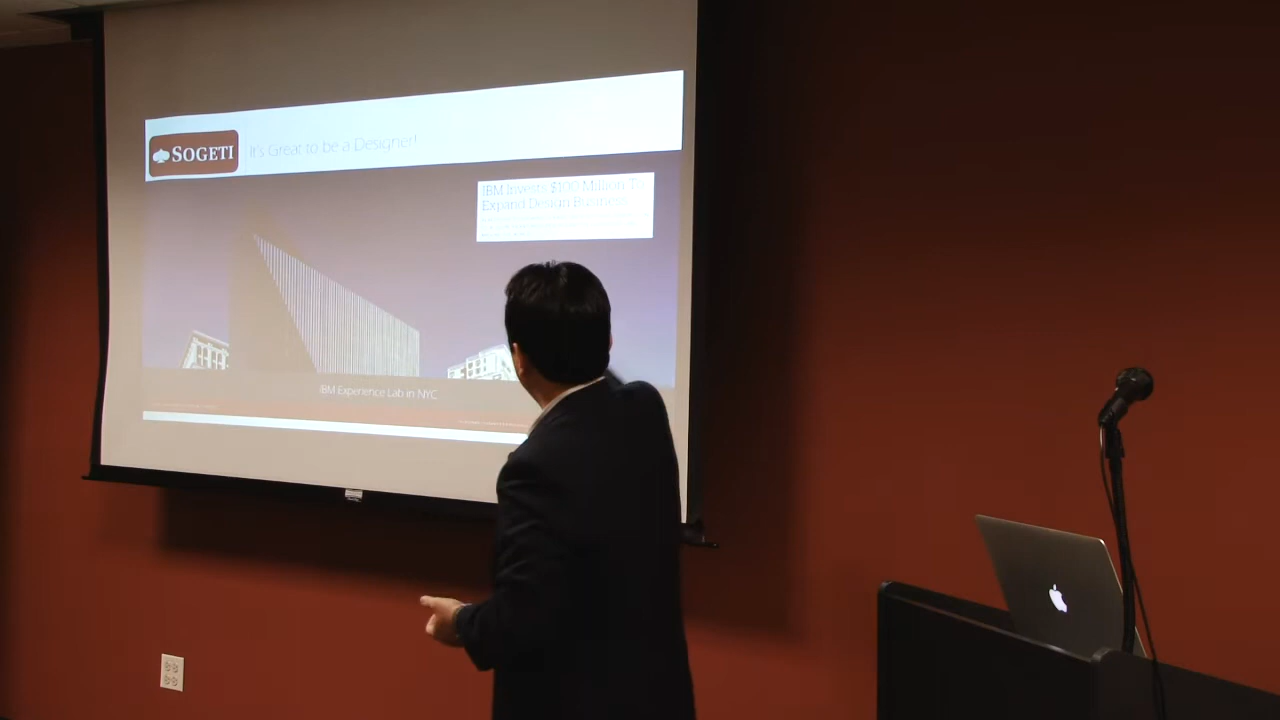 SOGETI
It's Great to be a Designer!
IBM Invests $100 Million To
Expand Design Business
IBM Experience Lab in NYC